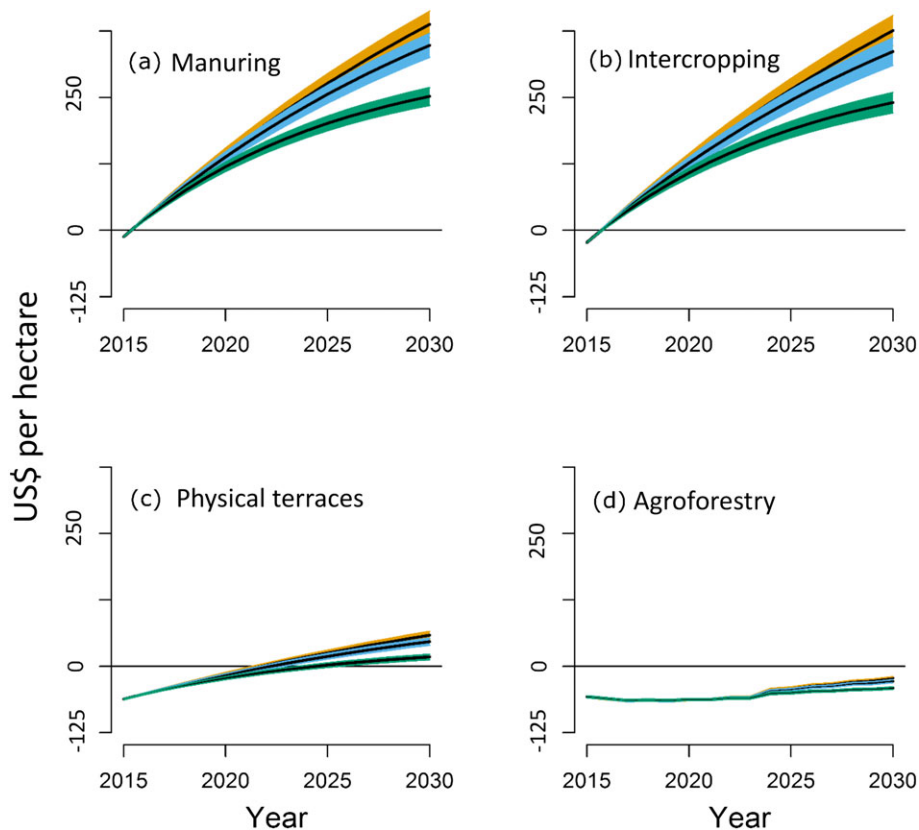 (a) Manuring
250
0
-125
2015 2020 2025 2030
(b) Intercropping
250
0
-125
2015 2020 2025 2030
US$ per hectare
(c) Physical terraces
250
0
-125
2015 2020 2025 2030
Year
(d) Agroforestry
250
0
-125
2015 2020 2025 2030
Year